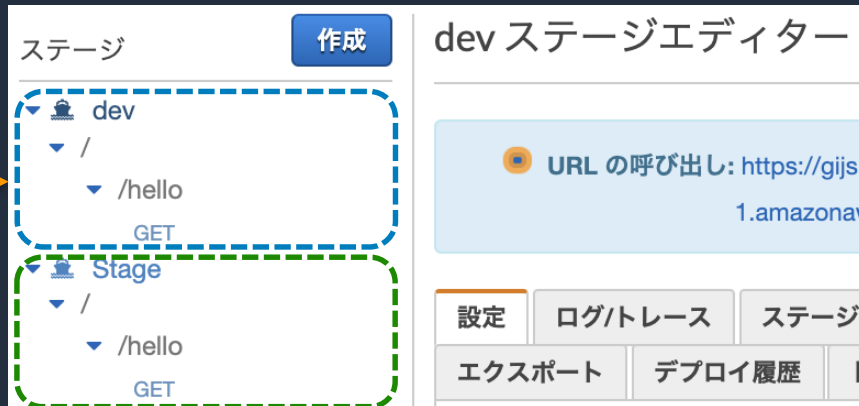 ステージ
作成
dev
/
/hello
GET
Stage
/
/hello
GET
dev ステージエディター
URL の呼び出し: https://gijs
1.amazonav
設定
ログ/トレース
ステージ
エクスポート
デプロイ履歴